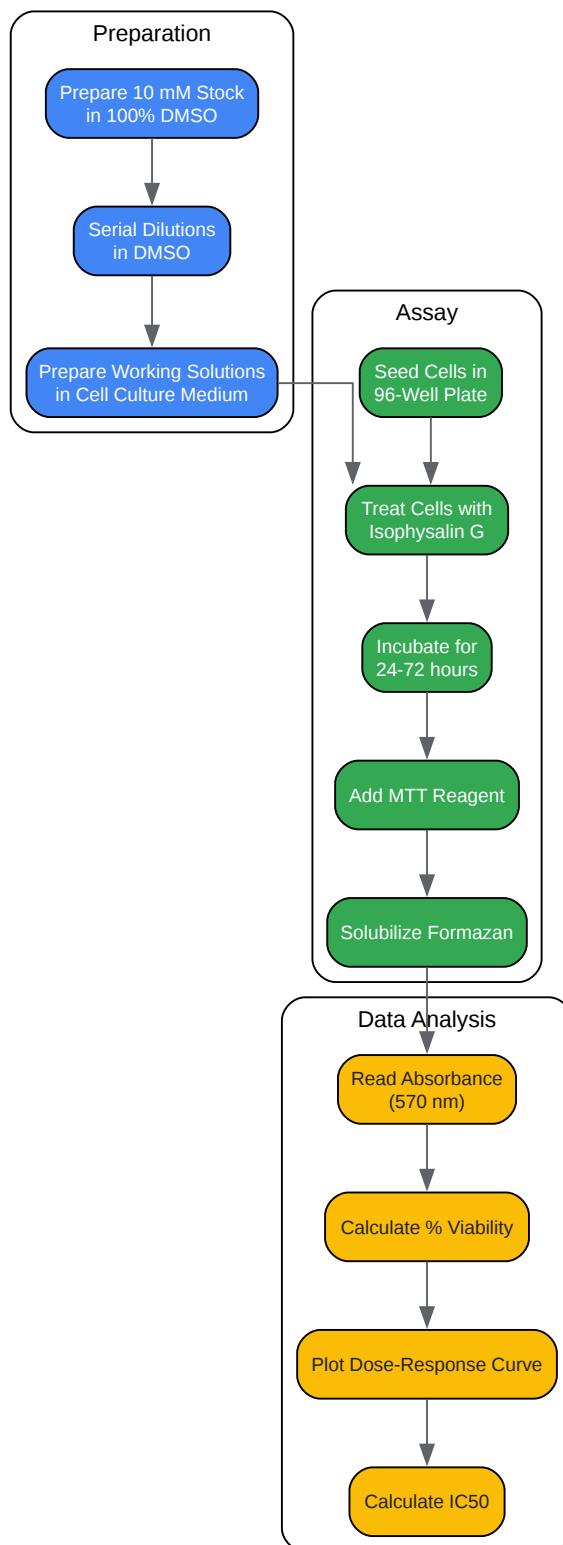 Preparation
Prepare 10 mM Stock
in 100% DMSO
Serial Dilutions
in DMSO
Prepare Working Solutions
in Cell Culture Medium
Assay
Seed Cells in
96-Well Plate
Treat Cells with
Isophysalin G
Incubate for
24-72 hours
Add MTT Reagent
Solubilize Formazan
Data Analysis
Read Absorbance
(570 nm)
Calculate % Viability
Plot Dose-Response Curve
Calculate IC50